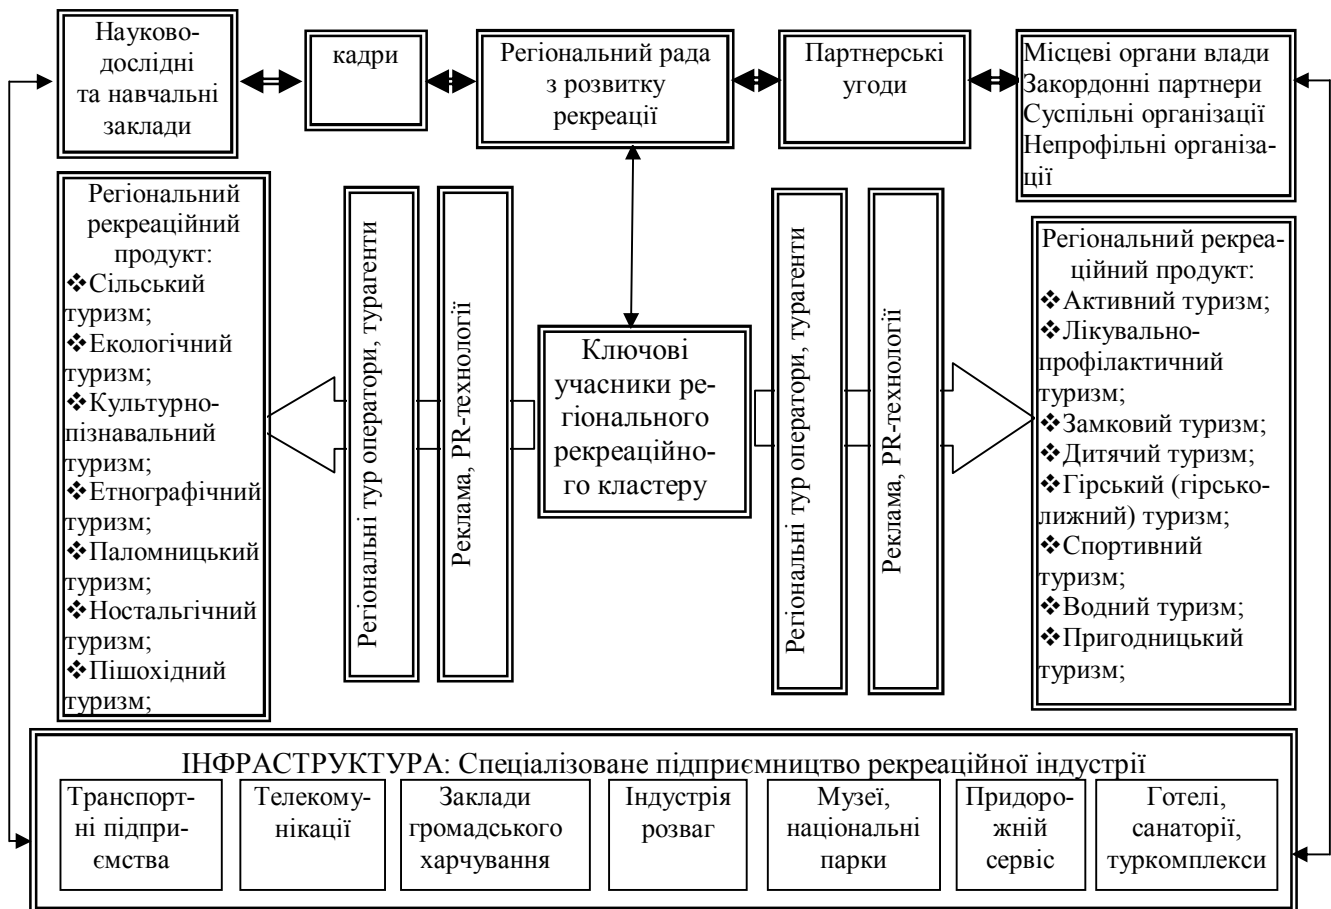 Науково-
дослідні
та навчальні
заклади
кадри
Регіональний рада
з розвитку
рекреації
Партнерські
угоди
Місцеві органи влади
Закордонні партнери
Суспільні організації
Непрофільні організа-
ції
Регіональний
рекреаційний
продукт:
❖Сільський
туризм;
❖Екологічний
туризм;
❖Культурно-
пізнавальний
туризм;
❖Етнографічний
туризм;
❖Паломницький
туризм;
❖Ностальгічний
туризм;
❖Пішохідний
туризм;
Регіональні тур оператори, турагенти
Реклама, PR-технології
Ключові
учасники ре-
гіонального
рекреаційно-
го кластеру
Регіональні тур оператори, турагенти
Реклама, PR-технології
Регіональний рекреа-
ційний продукт:
❖Активний туризм;
❖Лікувально-
профілактичний
туризм;
❖Замковий туризм;
❖Дитячий туризм;
❖Гірський (гірсько-
лижний) туризм;
❖Спортивний
туризм;
❖Водний туризм;
❖Пригодницький
туризм;
ІНФРАСТРУКТУРА: Спеціалізоване підприємництво рекреаційної індустрії
Транспорт-
ні підпри-
ємства
Телекому-
нікації
Заклади
громадського
харчування
Індустрія
розваг
Музеї,
національні
парки
Придоро-
жній
сервіс
Готелі,
санаторії,
туркомплекси